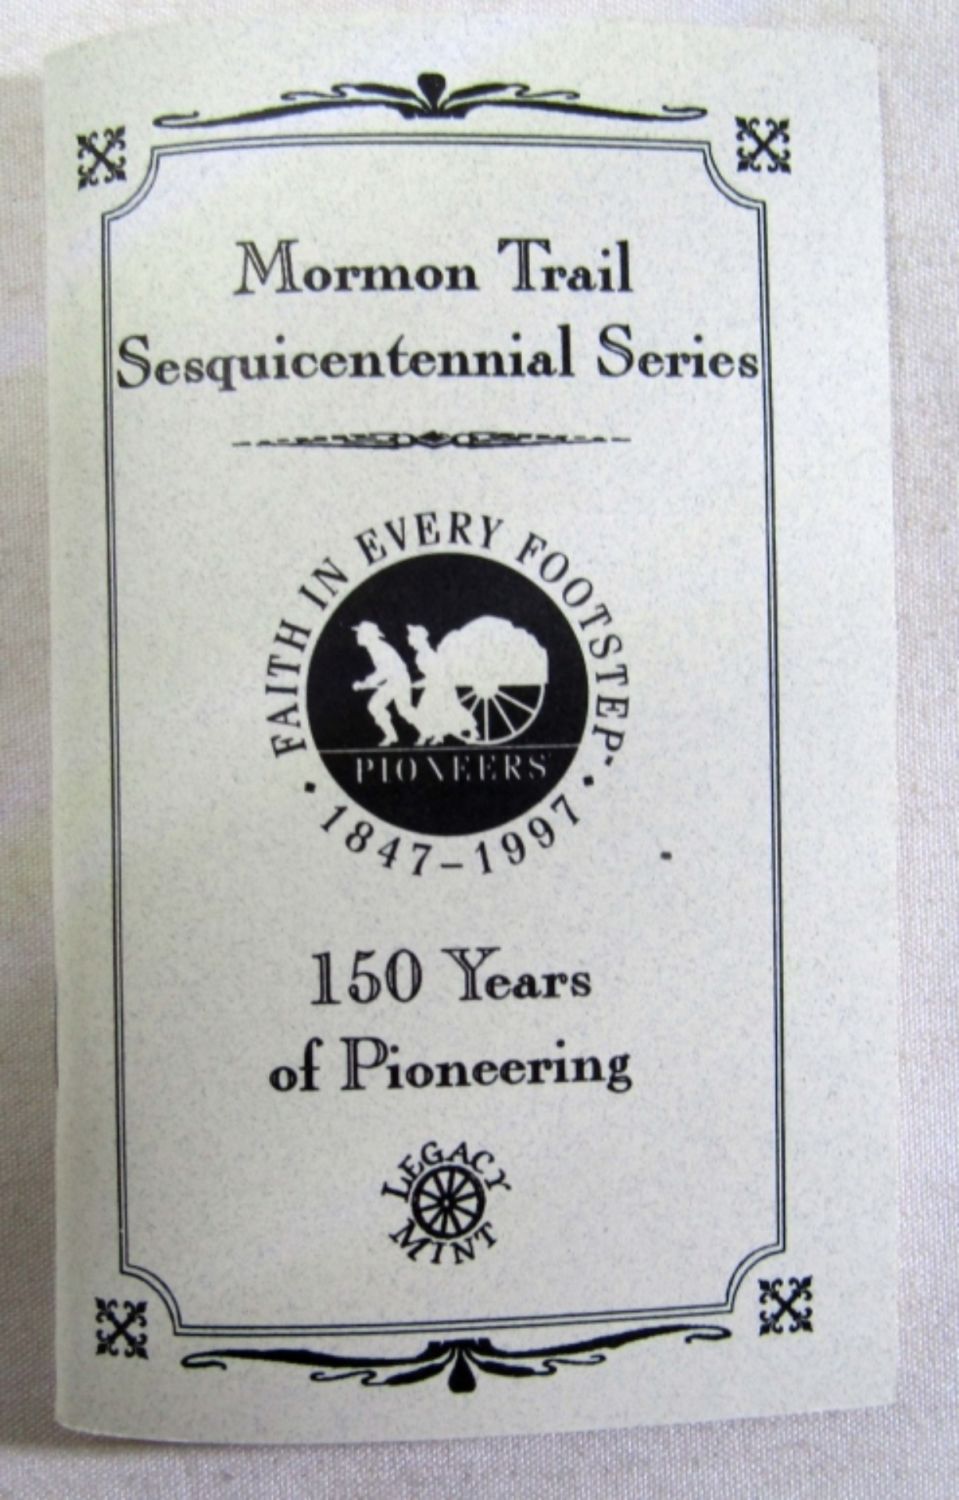 Mormon Trail
Sesquicentennial Series
FAITH IN EVERY FOOTSTEP
PIONEERS
1847–1997
150 Years
of Pioneering
LEGACY
MINT